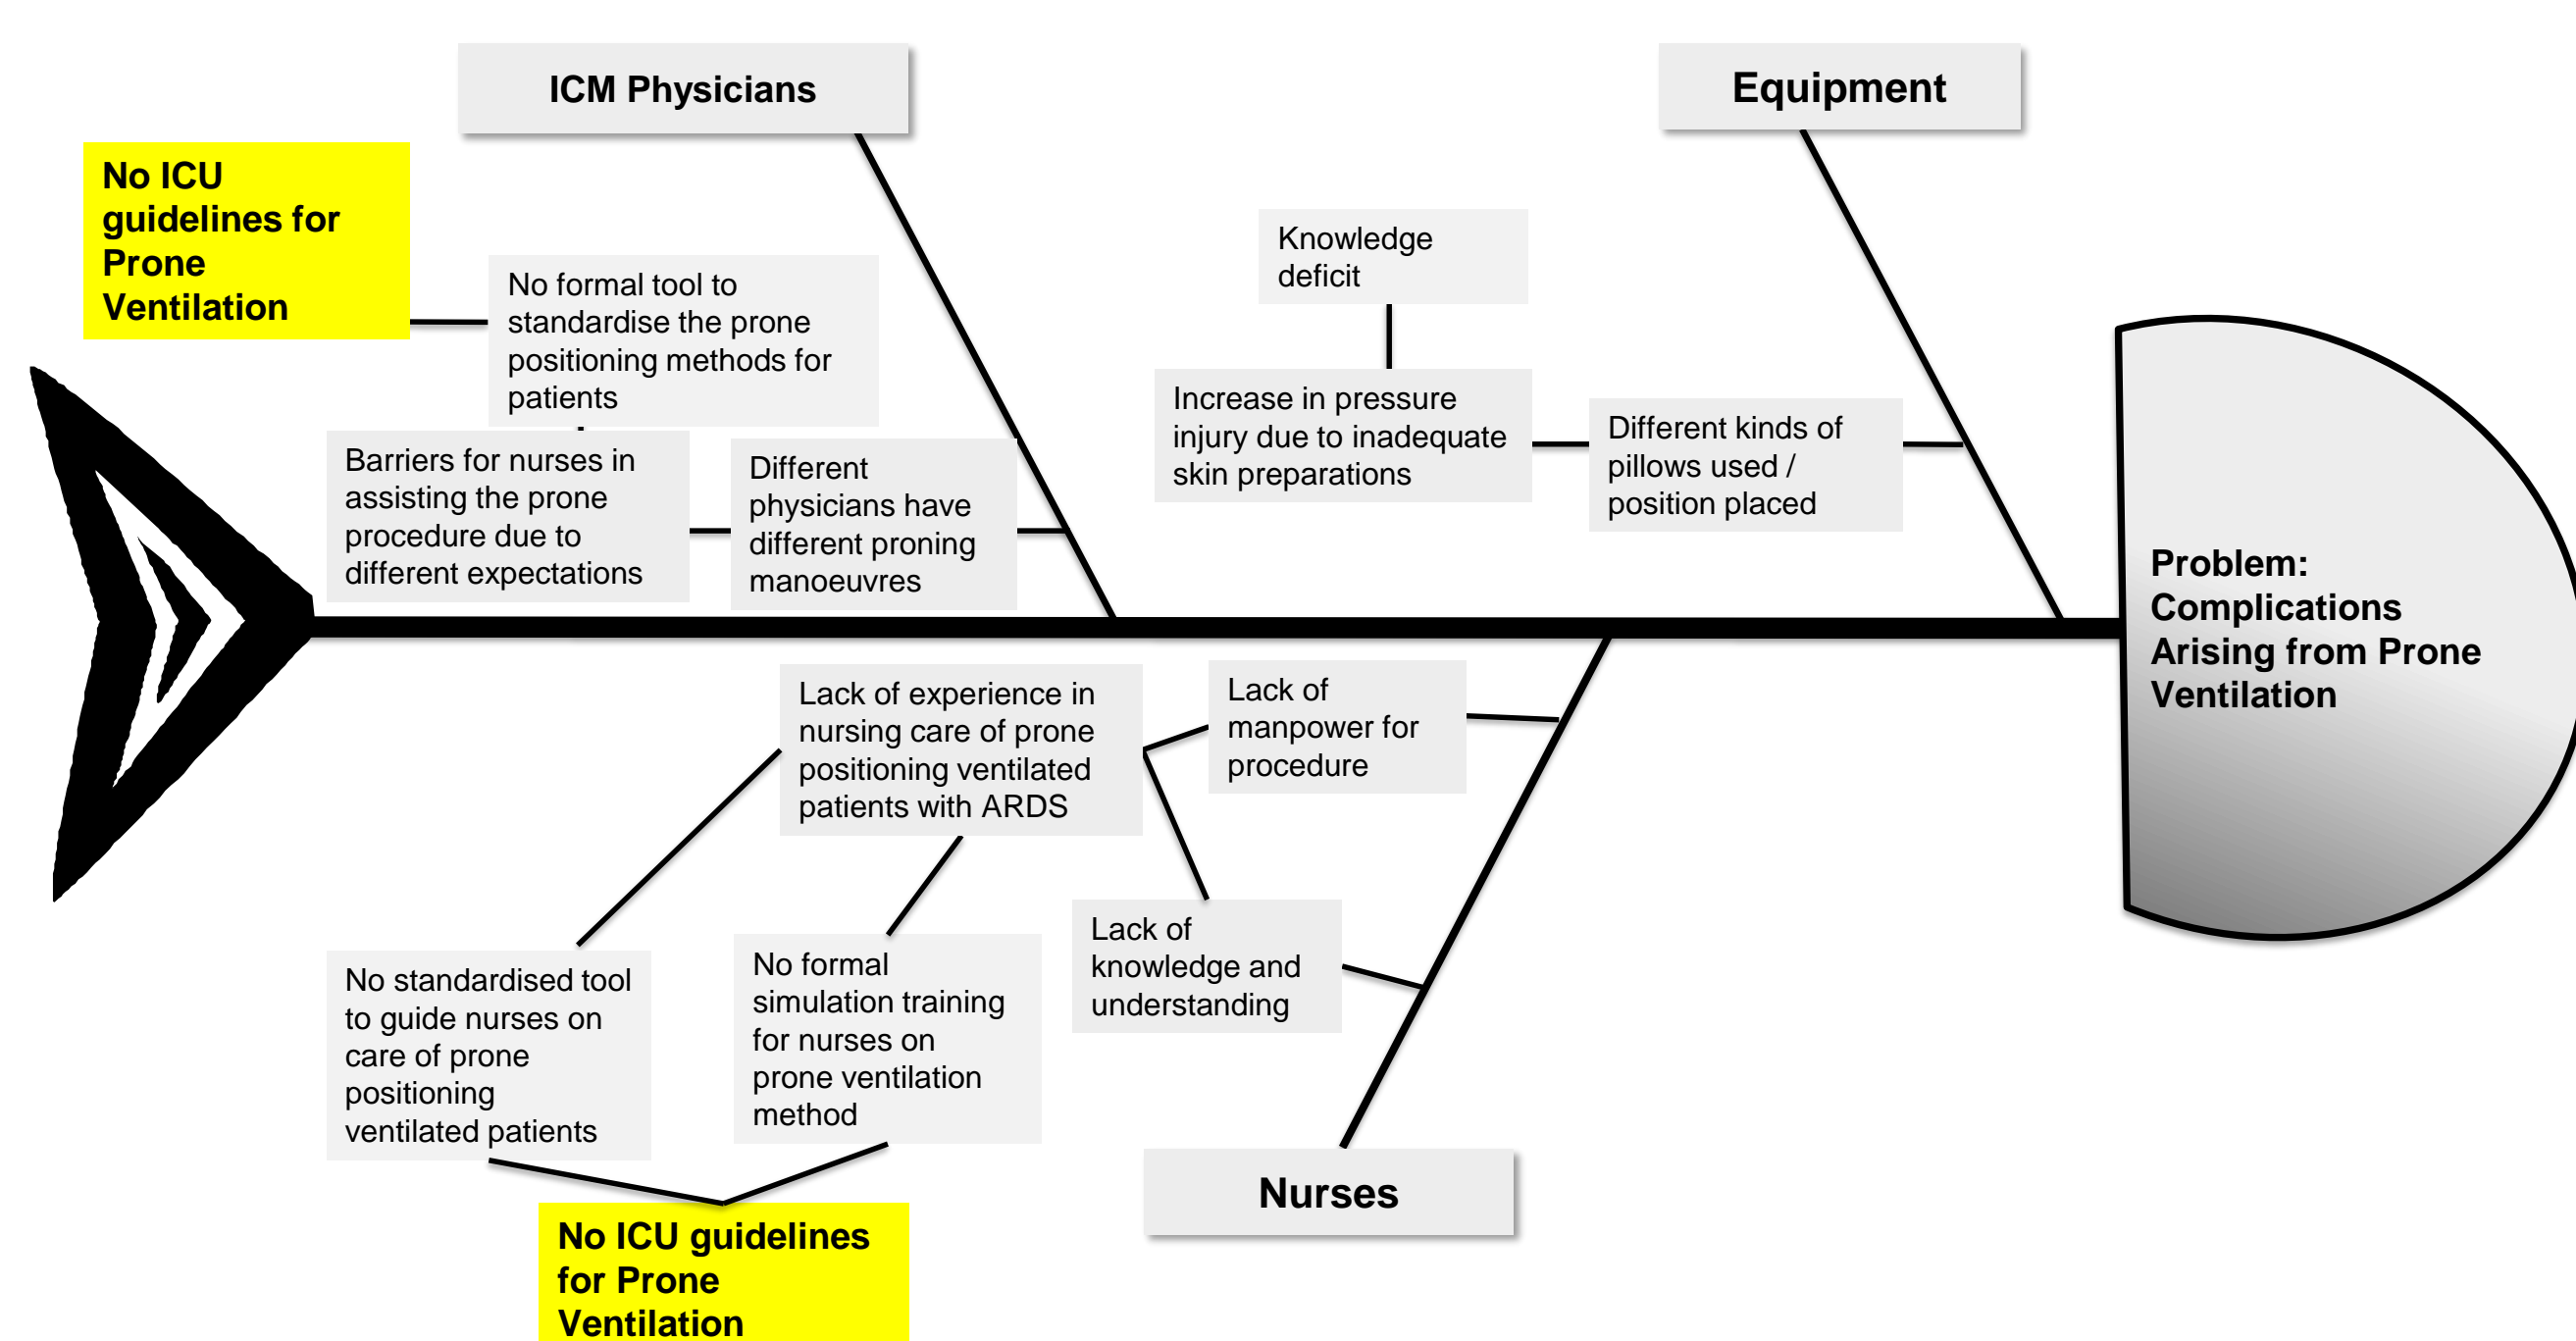 ICM Physicians
Equipment
No ICU
guidelines for
Prone
Ventilation
No formal tool to
standardise the prone
positioning methods for
patients
Knowledge
deficit
Barriers for nurses in
assisting the prone
procedure due to
different expectations
Different
physicians have
different proning
manoeuvres
Increase in pressure
injury due to inadequate
skin preparations
Different kinds of
pillows used /
position placed
Problem:
Complications
Arising from Prone
Ventilation
Lack of experience in
nursing care of prone
positioning ventilated
patients with ARDS
Lack of
manpower for
procedure
No standardised tool
to guide nurses on
care of prone
positioning
ventilated patients
No formal
simulation training
for nurses on
prone ventilation
method
Lack of
knowledge and
understanding
Nurses
No ICU guidelines
for Prone
Ventilation